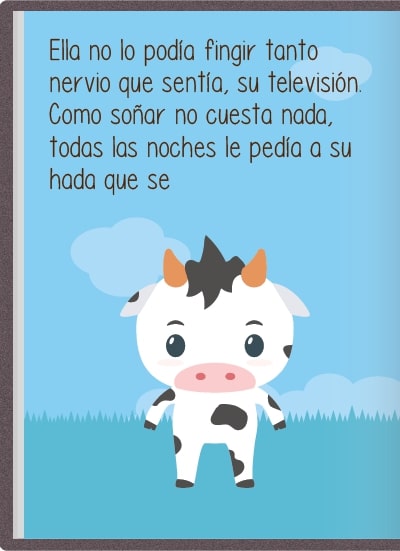 Ella no lo podía fingir tanto
nervio que sentía, su televisión.
Como soñar no cuesta nada,
todas las noches le pedía a su
hada que se